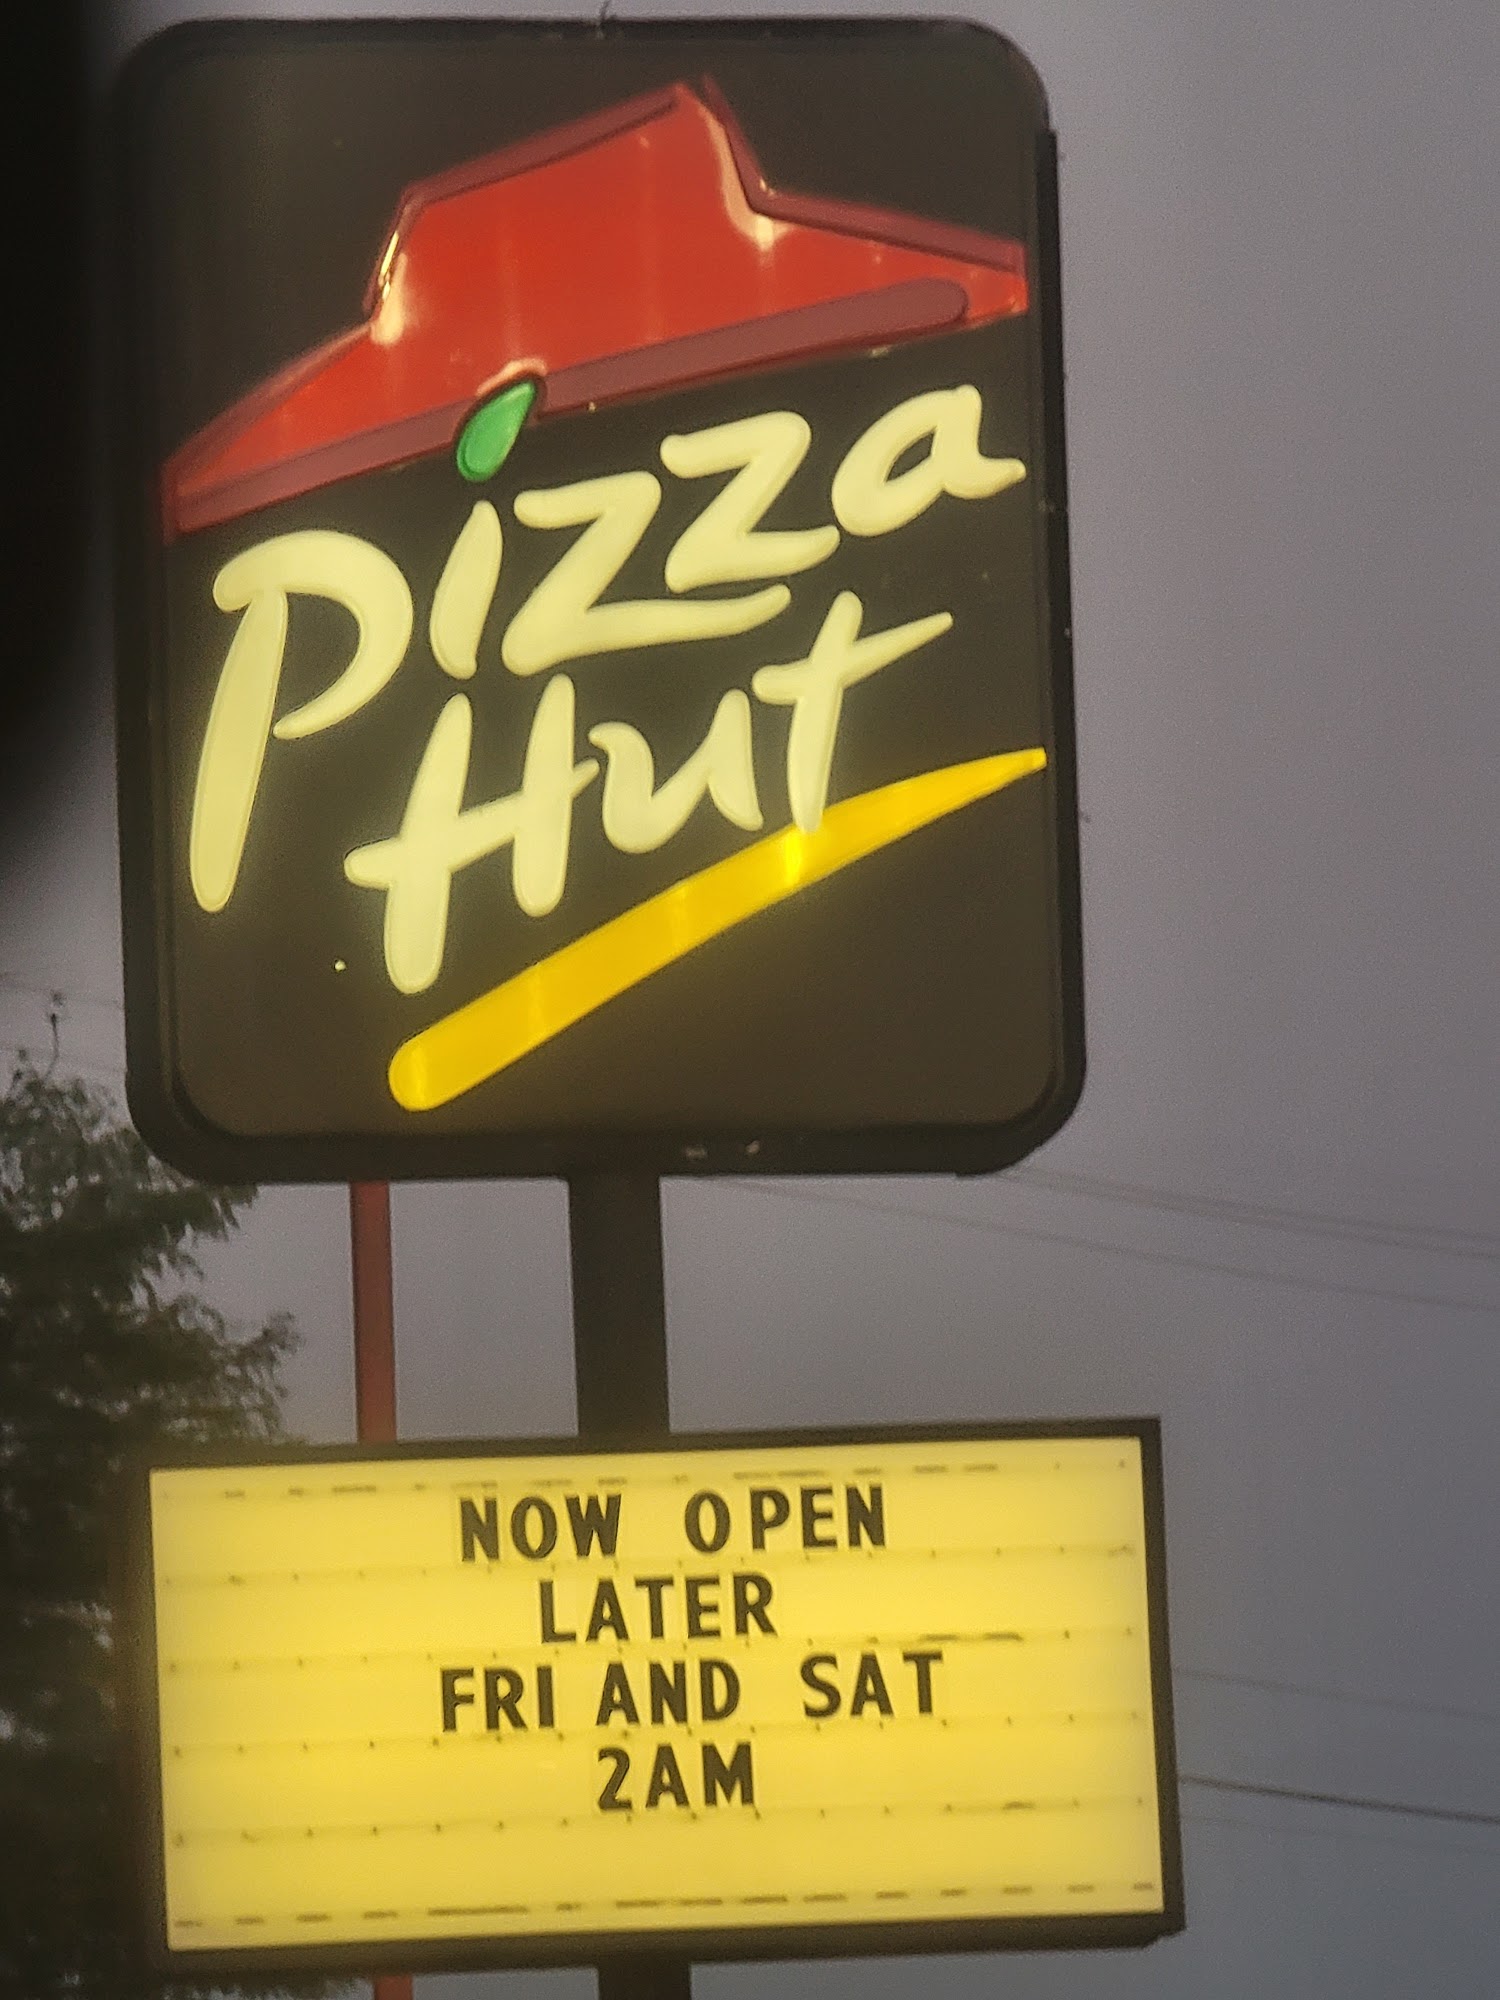 Pizza
Hut
NOW OPEN
LATER
FRI AND SAT
2AM